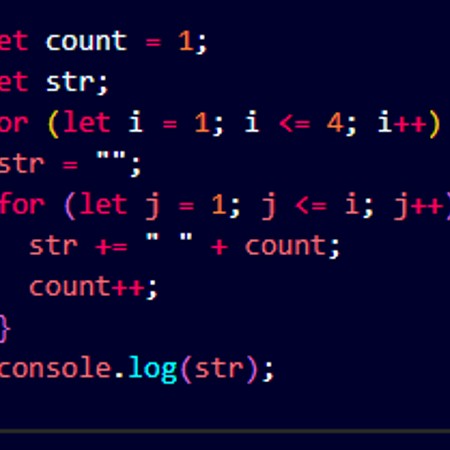 et count = 1;
et str;
or (let i = 1; i <= 4; i++)
str = "";
for (let j = 1; j <= i; j++)
str += " " + count;
count++;
}
console.log(str);